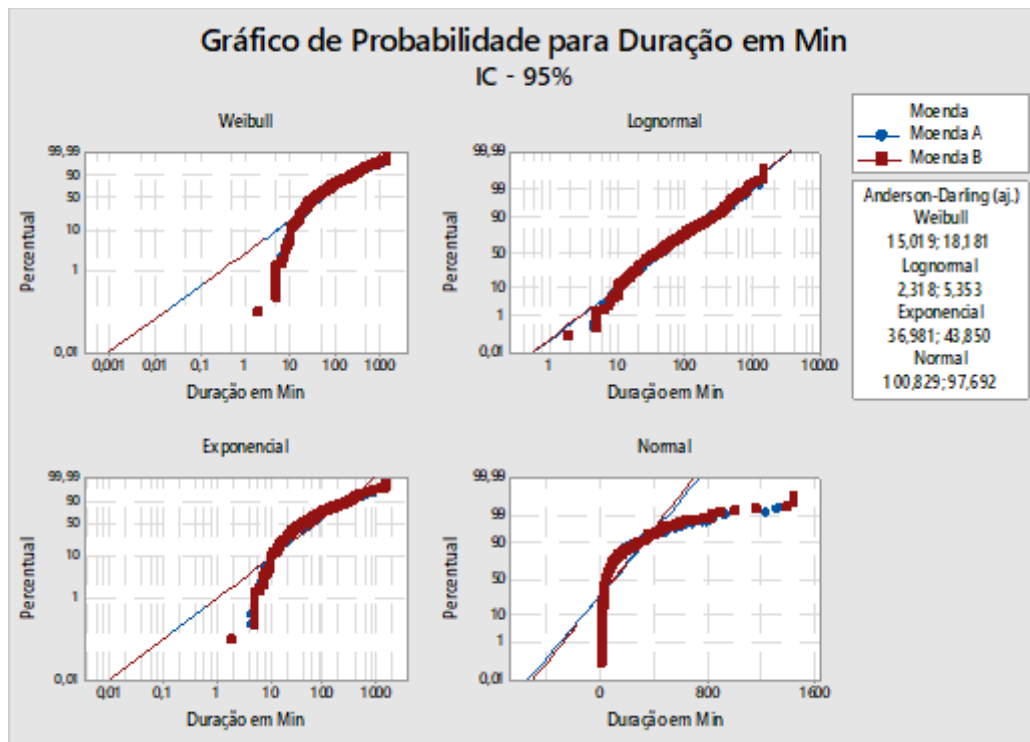 Gráfico de Probabilidade para Duração em Min
IC - 95%
Weibull
99,99
90
50
10
1
0,01
Percentual
0,001 0,01 0,1 1 10 100 1000
Duração em Min
Lognormal
99,99
99
90
50
10
1
0,01
Percentual
1 10 100 1000 10000
Duração em Min
Moenda
Moenda A
Moenda B
Anderson-Darling (aj.)
Weibull
15,019; 18,181
Lognormal
2,318; 5,353
Exponencial
36,981; 43,850
Normal
100,829; 97,692
Exponencial
99,99
90
50
10
1
0,01
Percentual
0,01 0,1 1 10 100 1000
Duração em Min
Normal
99,99
99
90
50
10
1
0,01
Percentual
0 800 1600
Duração em Min